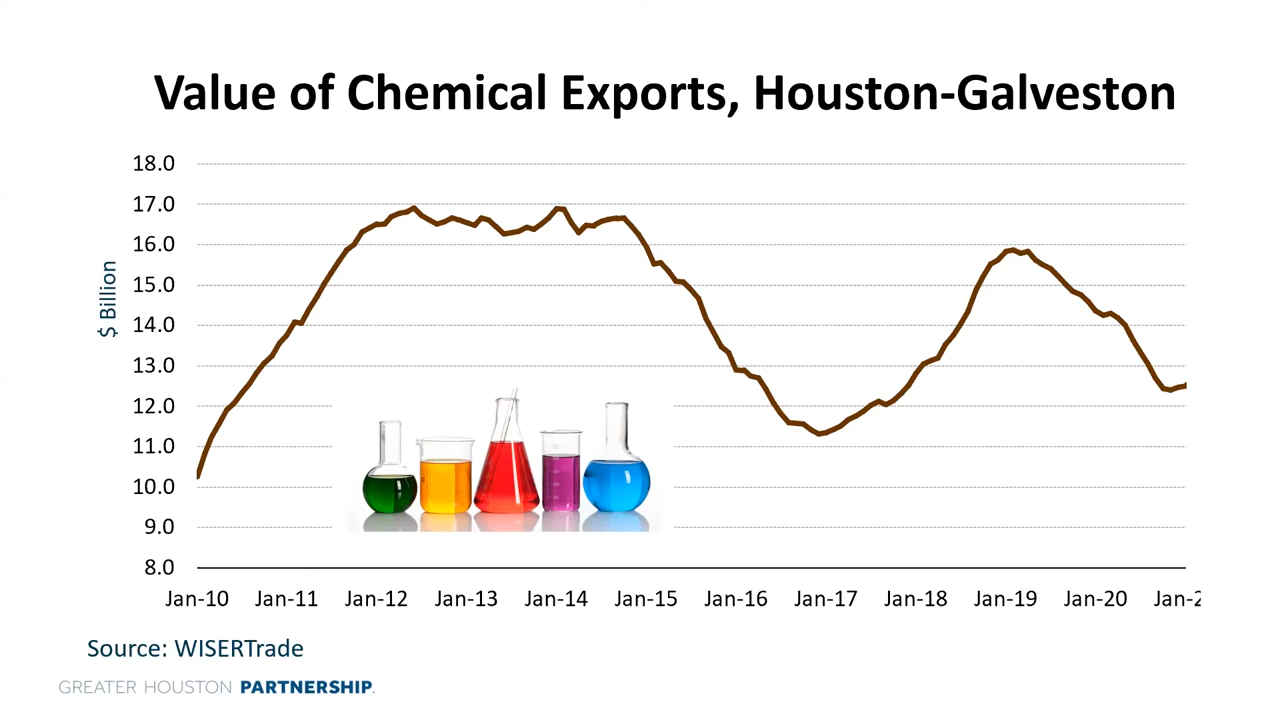 Value of Chemical Exports, Houston-Galveston
$ Billion
18.0
17.0
16.0
15.0
14.0
13.0
12.0
11.0
10.0
9.0
8.0
Jan-10 Jan-11 Jan-12 Jan-13 Jan-14 Jan-15 Jan-16 Jan-17 Jan-18 Jan-19 Jan-20 Jan-2
Source: WISERTrade
GREATER HOUSTON PARTNERSHIP.